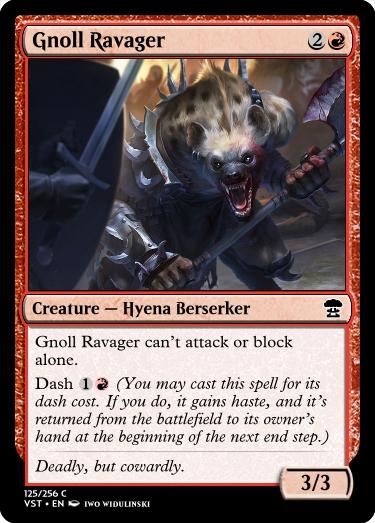 Gnoll Ravager 2
Creature — Hyena Berserker
Gnoll Ravager can't attack or block
alone.
Dash 1 (You may cast this spell for its
dash cost. If you do, it gains haste, and it's
returned from the battlefield to its owner's
hand at the beginning of the next end step.)
Deadly, but cowardly.
3/3
125/256 C
VST • EN IWO WIDULINSKI